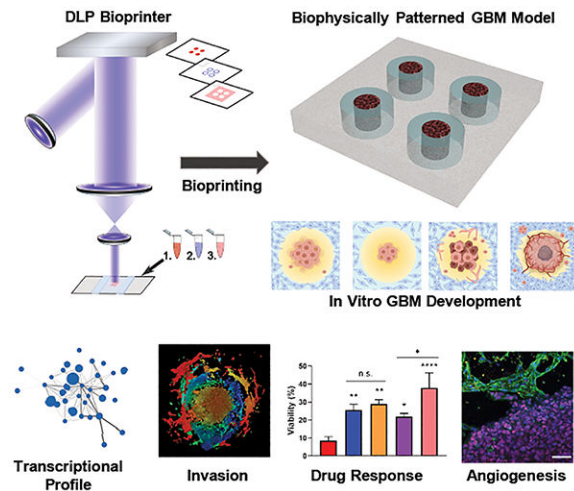 DLP Bioprinter
Biophysically Patterned GBM Model
Bioprinting
1. 2. 3.
In Vitro GBM Development
Viability (%)
50
40
30
20
10
0
n.s.
**
**
*
*
****
Transcriptional
Profile
Invasion
Drug Response
Angiogenesis